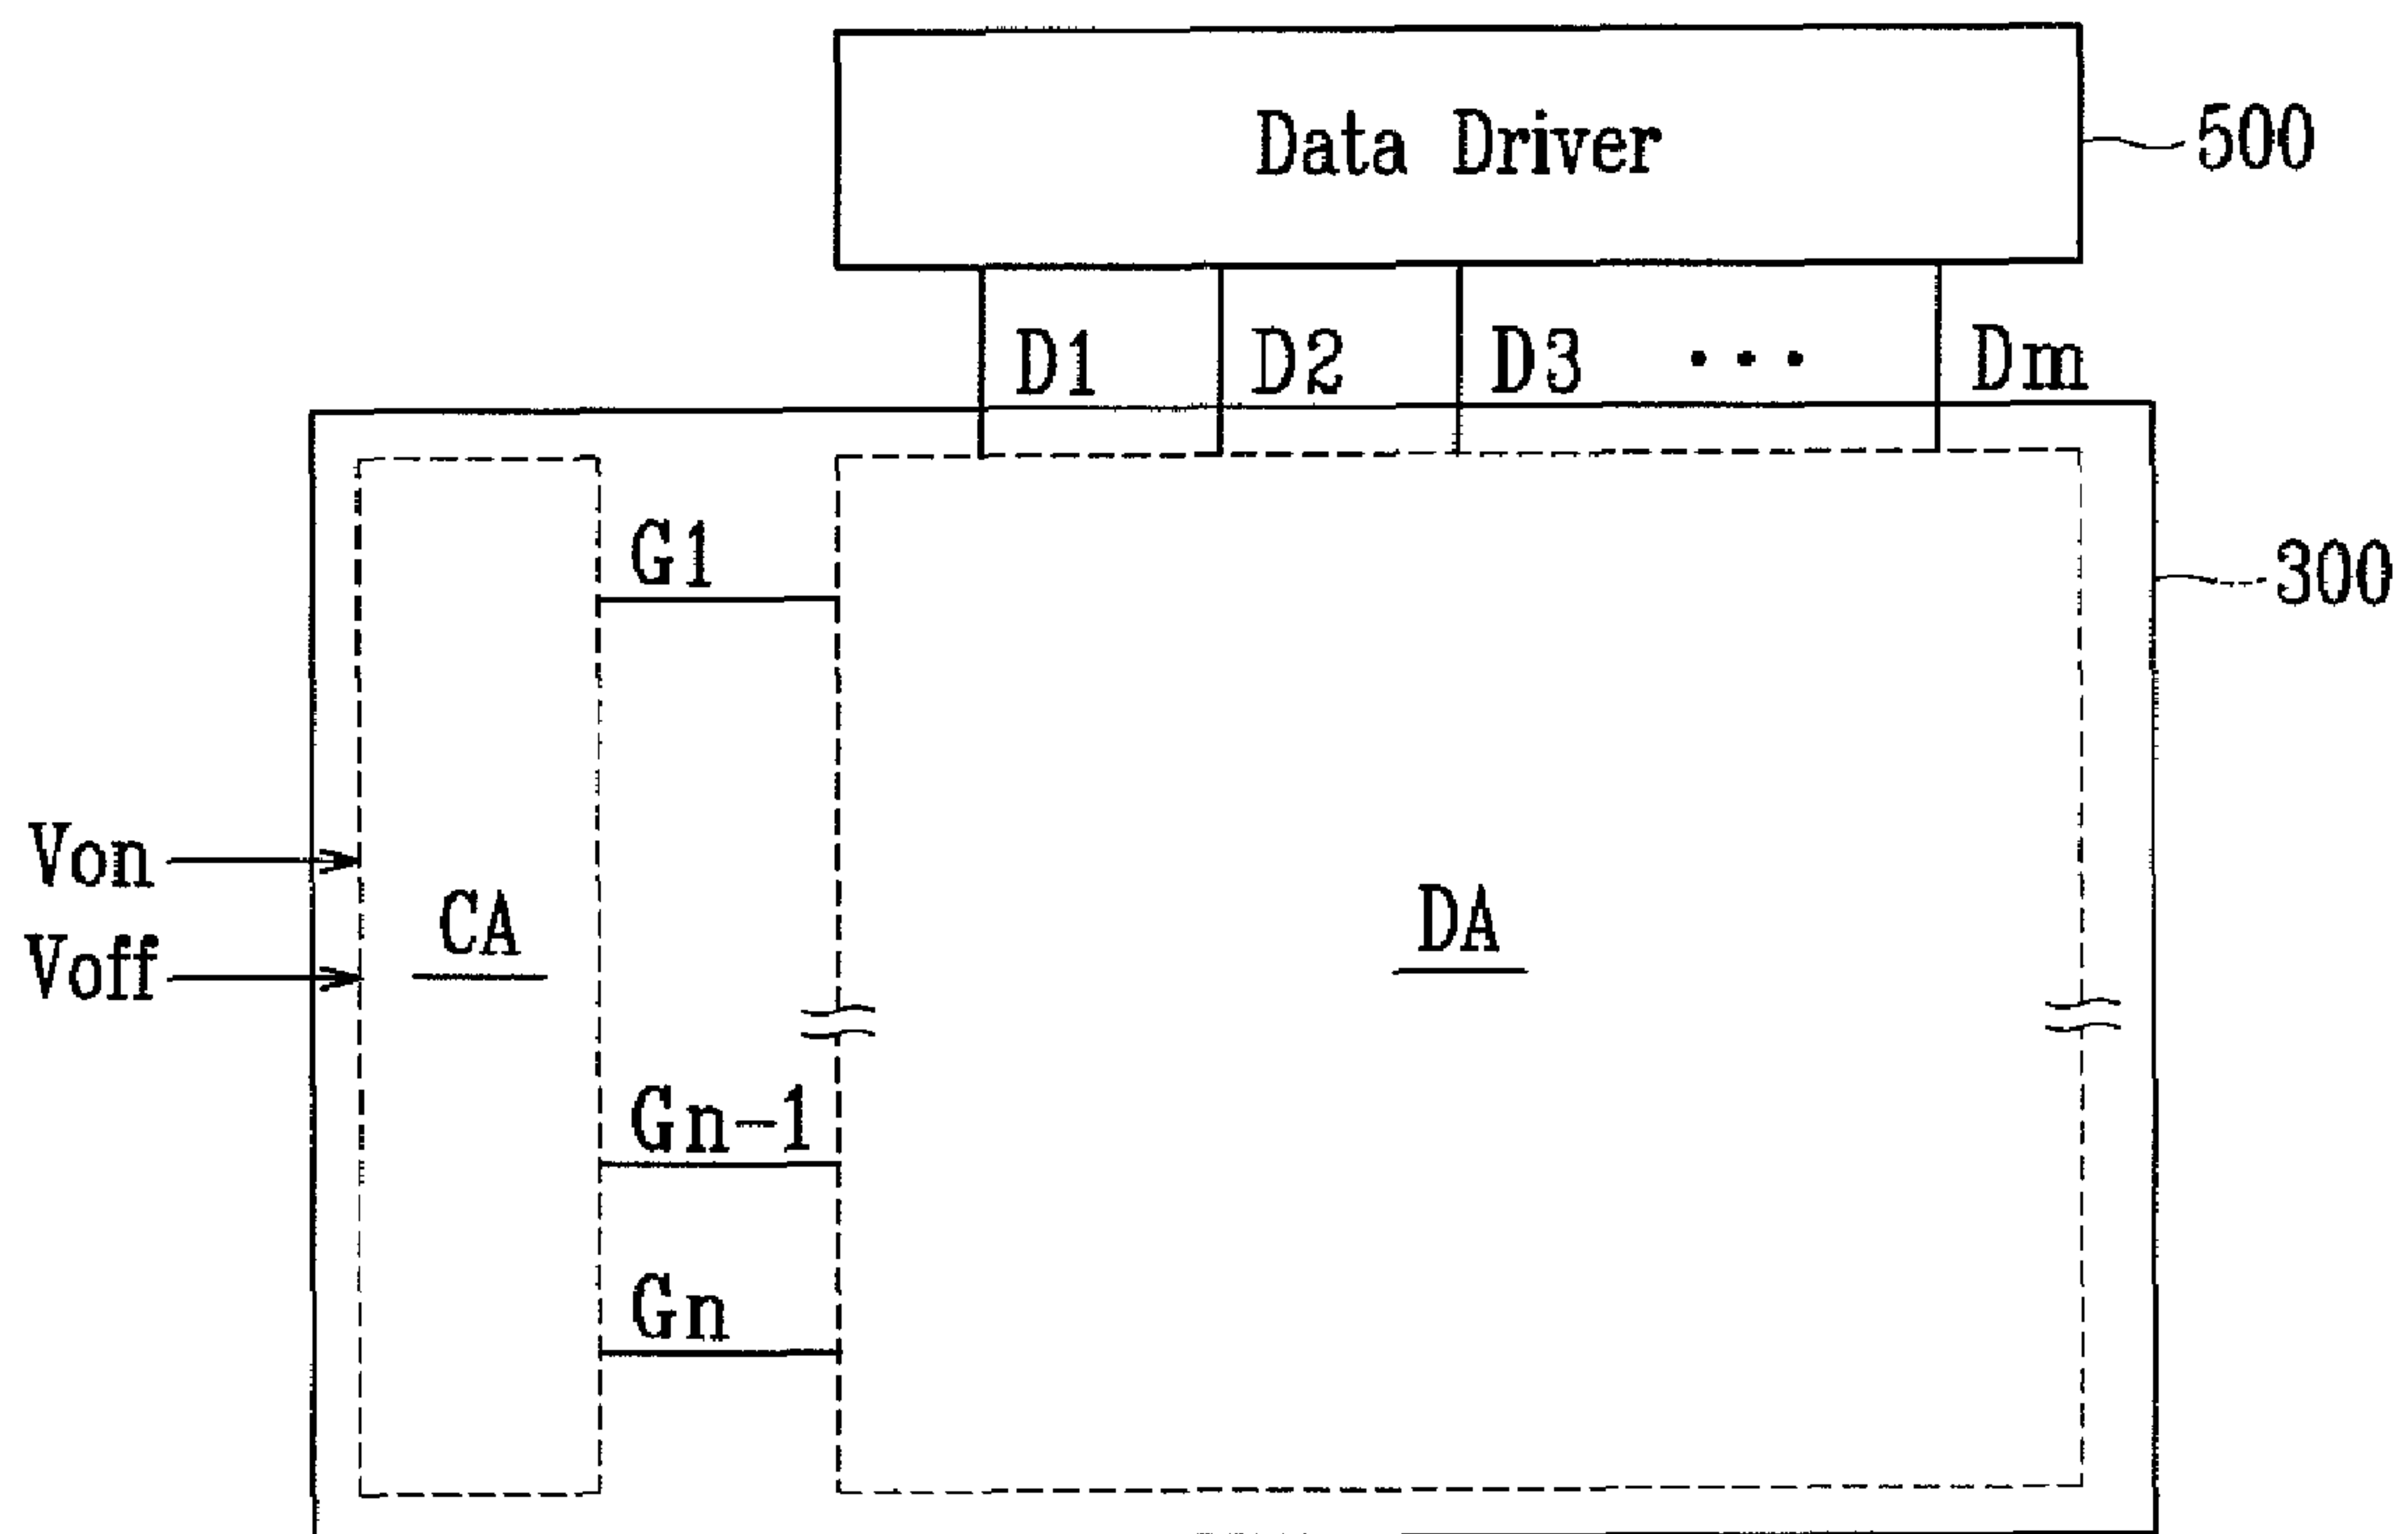 Data Driver
500
D1 D2 D3 ... Dm
G1
300
Von
CA
DA
Voff
Gn-1
Gn